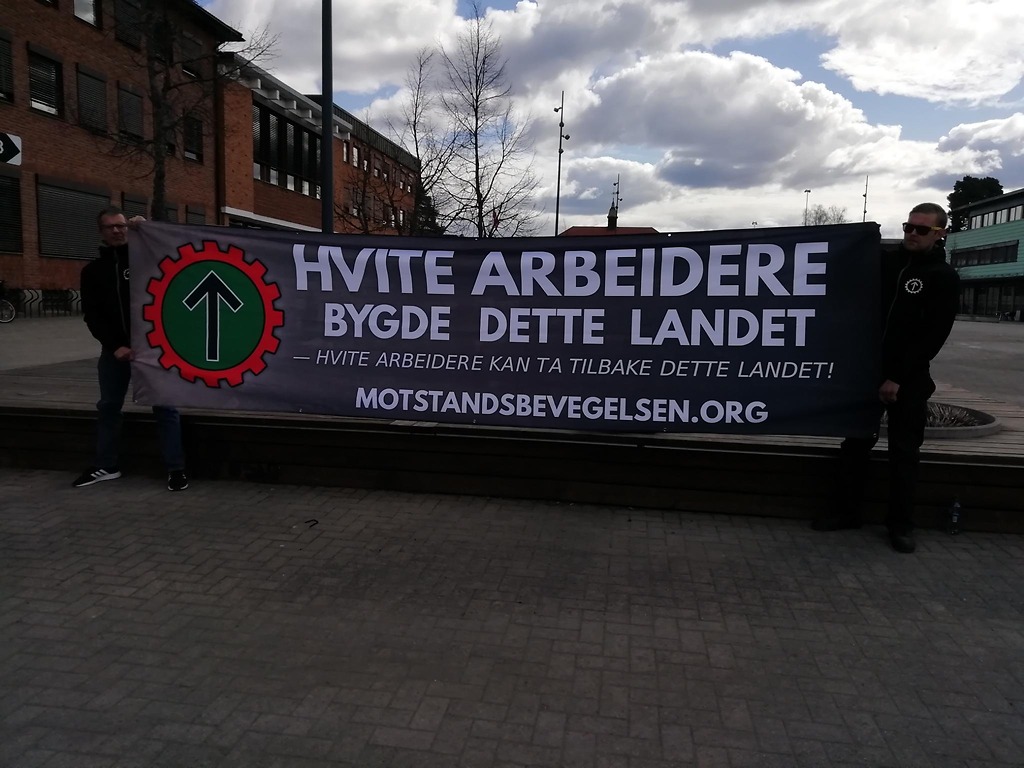 HVITE ARBEIDERE
BYGDE DETTE LANDET
— HVITE ARBEIDERE KAN TA TILBAKE DETTE LANDET!
MOTSTANDSBEVEGELSEN.ORG